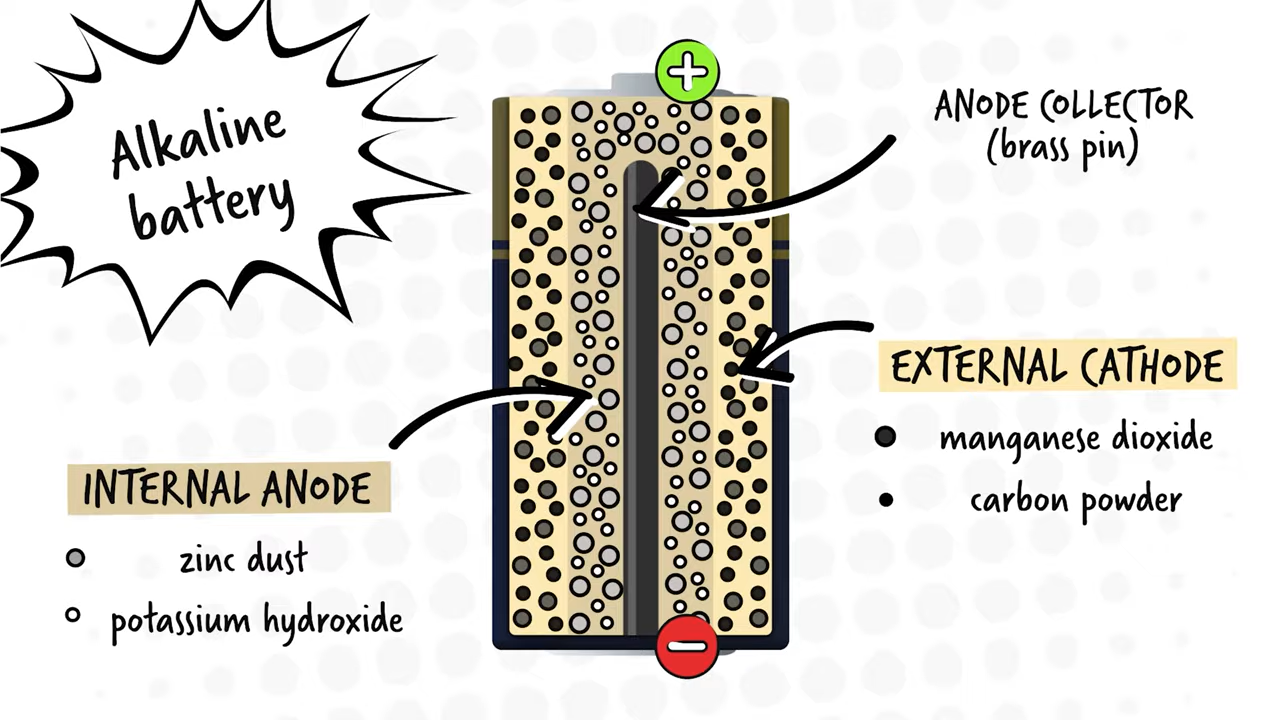 Alkaline
battery
ANODE COLLECTOR
(brass pin)
EXTERNAL CATHODE
manganese dioxide
carbon powder
INTERNAL ANODE
zinc dust
potassium hydroxide